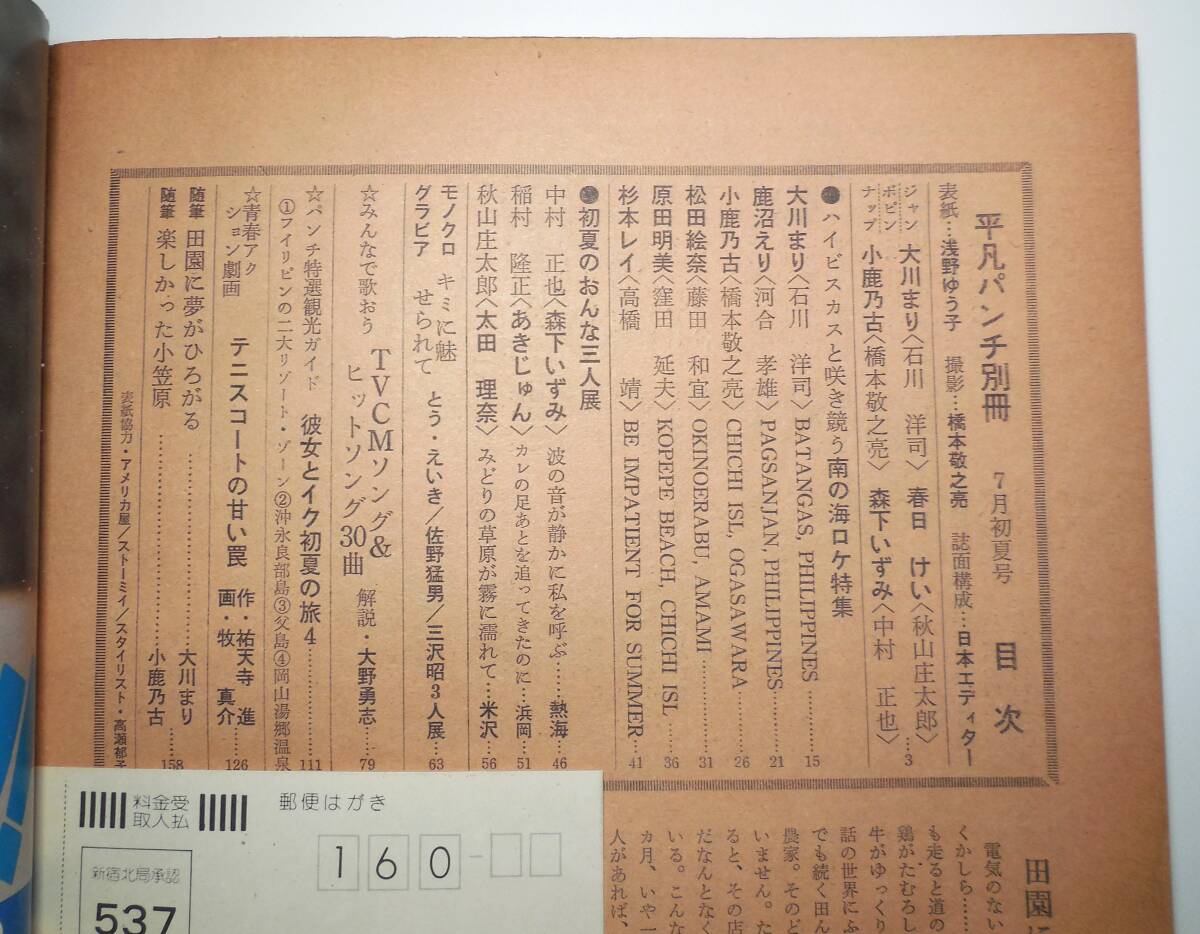 平凡パンチ別冊 7月初夏号 目次
表紙…浅野ゆう子 撮影…橋本敬之亮 誌面構成…日本エディター
ジャンボピンナップ
大川まり〈石川 洋司〉 春日 けい〈秋山庄太郎〉…3
小鹿乃古〈橋本敬之亮〉 森下いずみ〈中村 正也〉
●ハイビスカスと咲き競う南の海ロケ特集
大川まり〈石川 洋司〉BATANGAS, PHILIPPINES…………15
鹿沼えり〈河合 孝雄〉PAGSANJAN, PHILIPPINES……21
小鹿乃古〈橋本敬之亮〉CHICHI ISL, OGASAWARA……26
松田絵奈〈藤田 和宜〉OKINOERABU, AMAMI…………31
原田明美〈窪田 延夫〉KOPEPE BEACH, CHICHI ISL……36
杉本レイ〈高橋 靖〉BE IMPATIENT FOR SUMMER…41
●初夏のおんな三人展
中村 正也〈森下いずみ〉波の音が静かに私を呼ぶ……熱海…46
稲村 隆正〈あきじゅん〉カレの足あとを追ってきたのに…浜岡…51
秋山庄太郎〈太田 理奈〉みどりの草原が霧に濡れて…米沢…56
モノクログラビア キミに魅せられて とう・えいき/佐野猛男/三沢昭3人展…63
☆みんなで歌おう TVCMソング&ヒットソング30曲 解説・大野勇志…79
☆パンチ特選観光ガイド 彼女とイク初夏の旅4…………111
①フイリピンの二大リゾート・ゾーン②沖永良部島③父島④岡山湯郷温泉
☆青春アクション劇画 テニスコートの甘い罠 作・祐天寺 進 画・牧 真介…126
随筆 田園に夢がひろがる……………………大川まり
随筆 楽しかった小笠原……………………小鹿乃古……158
表紙協力・アメリカ屋/ストーミィ/スタイリスト・高瀬郁子
田園に
電気のない
くかしら……
も走ると道の
鶏がたむろし
牛がゆっくり
話の世界にふ
でも続く田ん
農家。そのど
いません。た
ると、その店
だなんとなく
いる。こんな
カ月、いや一
人があれば、
料金受取人払
郵便はがき
160-
新宿北局承認
537